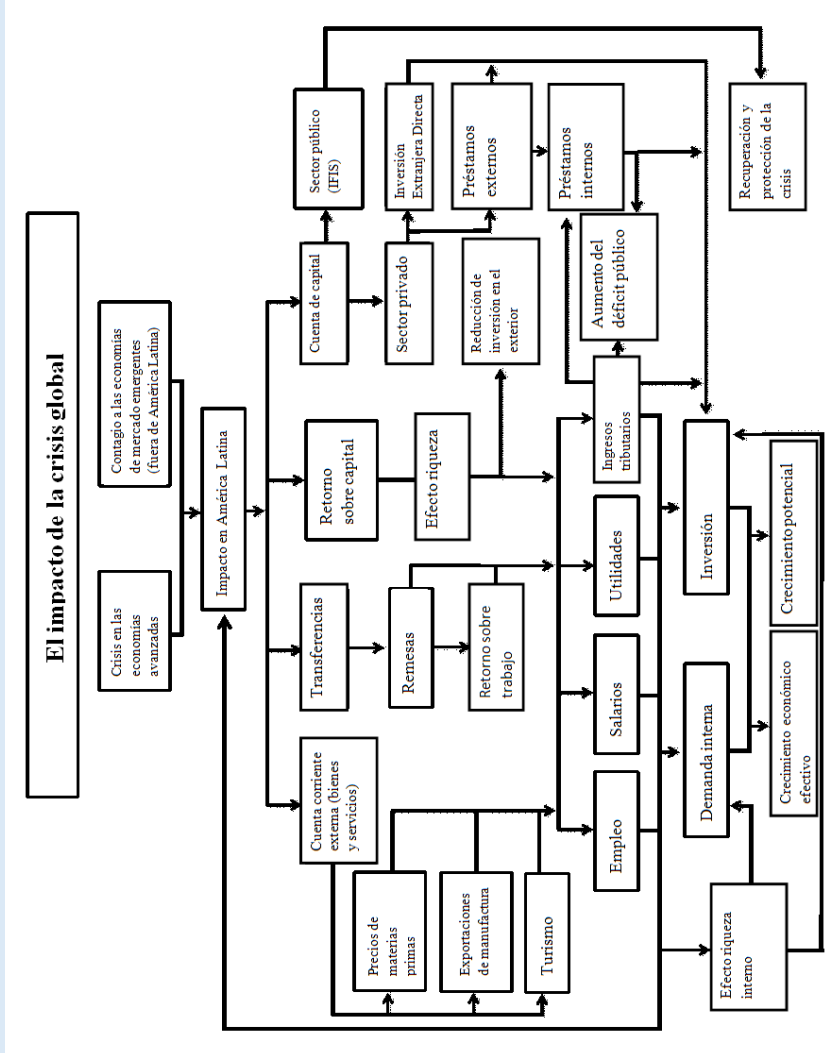 El impacto de la crisis global
Crisis en las
economías
avanzadas
Contagio a las economías
de mercado emergentes
(fuera de América Latina)
Impacto en América Latina
Cuenta corriente
externa (bienes
y servicios)
Transferencias
Retorno
sobre capital
Cuenta de capital
Sector público
(IFIS)
Precios de
materias
primas
Exportaciones
de manufactura
Turismo
Remesas
Retorno sobre
trabajo
Efecto riqueza
Reducción de
inversión en el
exterior
Sector privado
Inversión
Extranjera Directa
Préstamos
externos
Préstamos
internos
Empleo
Salarios
Utilidades
Ingresos
tributarios
Aumento del
déficit público
Demanda interna
Inversión
Efecto riqueza
interno
Crecimiento económico
efectivo
Crecimiento potencial
Recuperación y
protección de la
crisis